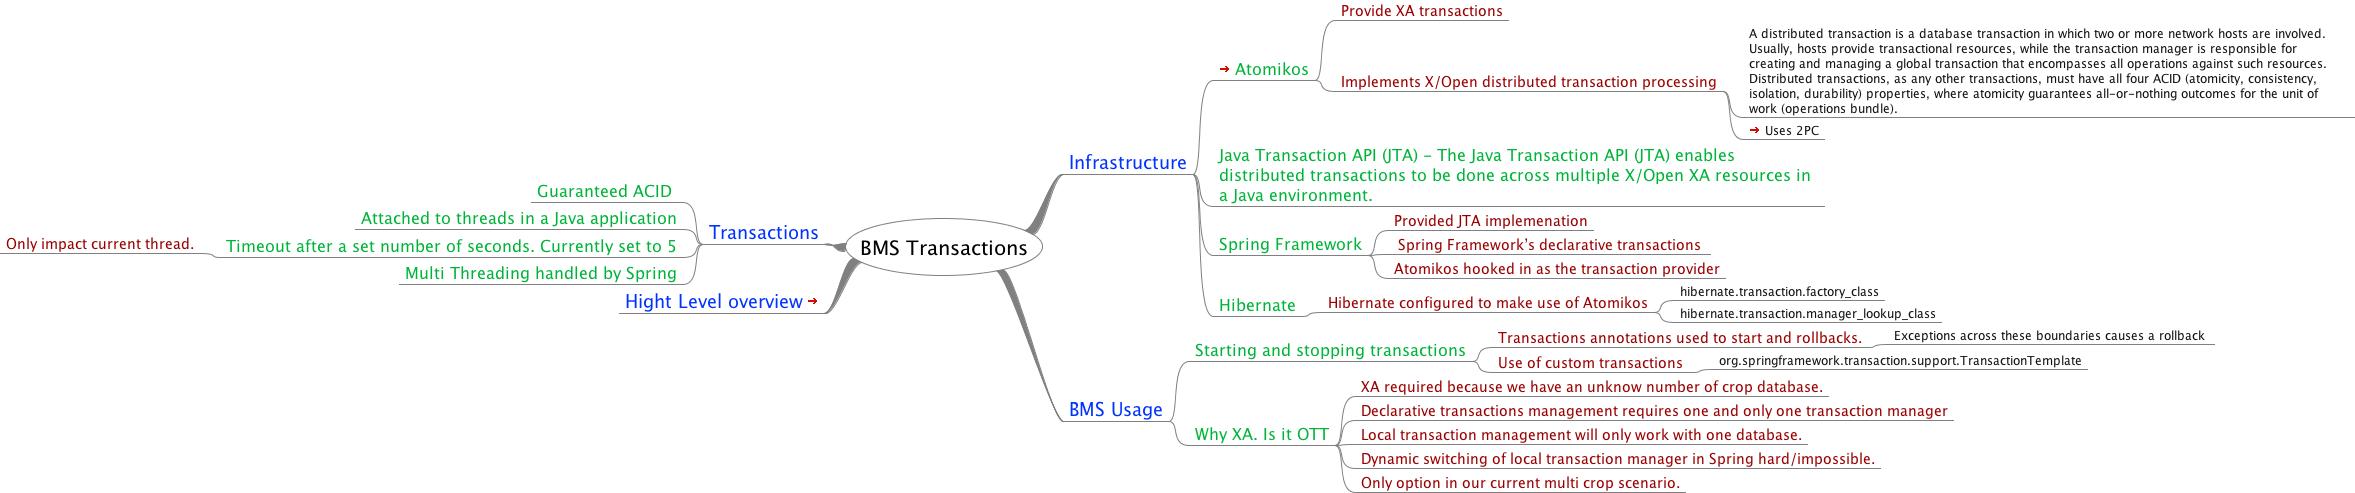 BMS Transactions
Transactions
Guaranteed ACID
Attached to threads in a Java application
Timeout after a set number of seconds. Currently set to 5
Only impact current thread.
Multi Threading handled by Spring
Hight Level overview
Infrastructure
Atomikos
Provide XA transactions
Implements X/Open distributed transaction processing
A distributed transaction is a database transaction in which two or more network hosts are involved.
Usually, hosts provide transactional resources, while the transaction manager is responsible for
creating and managing a global transaction that encompasses all operations against such resources.
Distributed transactions, as any other transactions, must have all four ACID (atomicity, consistency,
isolation, durability) properties, where atomicity guarantees all-or-nothing outcomes for the unit of
work (operations bundle).
Uses 2PC
Java Transaction API (JTA) - The Java Transaction API (JTA) enables
distributed transactions to be done across multiple X/Open XA resources in
a Java environment.
Spring Framework
Provided JTA implemenation
Spring Framework's declarative transactions
Atomikos hooked in as the transaction provider
Hibernate
Hibernate configured to make use of Atomikos
hibernate.transaction.factory_class
hibernate.transaction.manager_lookup_class
BMS Usage
Starting and stopping transactions
Transactions annotations used to start and rollbacks.
Exceptions across these boundaries causes a rollback
Use of custom transactions
org.springframework.transaction.support.TransactionTemplate
Why XA. Is it OTT
XA required because we have an unknow number of crop database.
Declarative transactions management requires one and only one transaction manager
Local transaction management will only work with one database.
Dynamic switching of local transaction manager in Spring hard/impossible.
Only option in our current multi crop scenario.